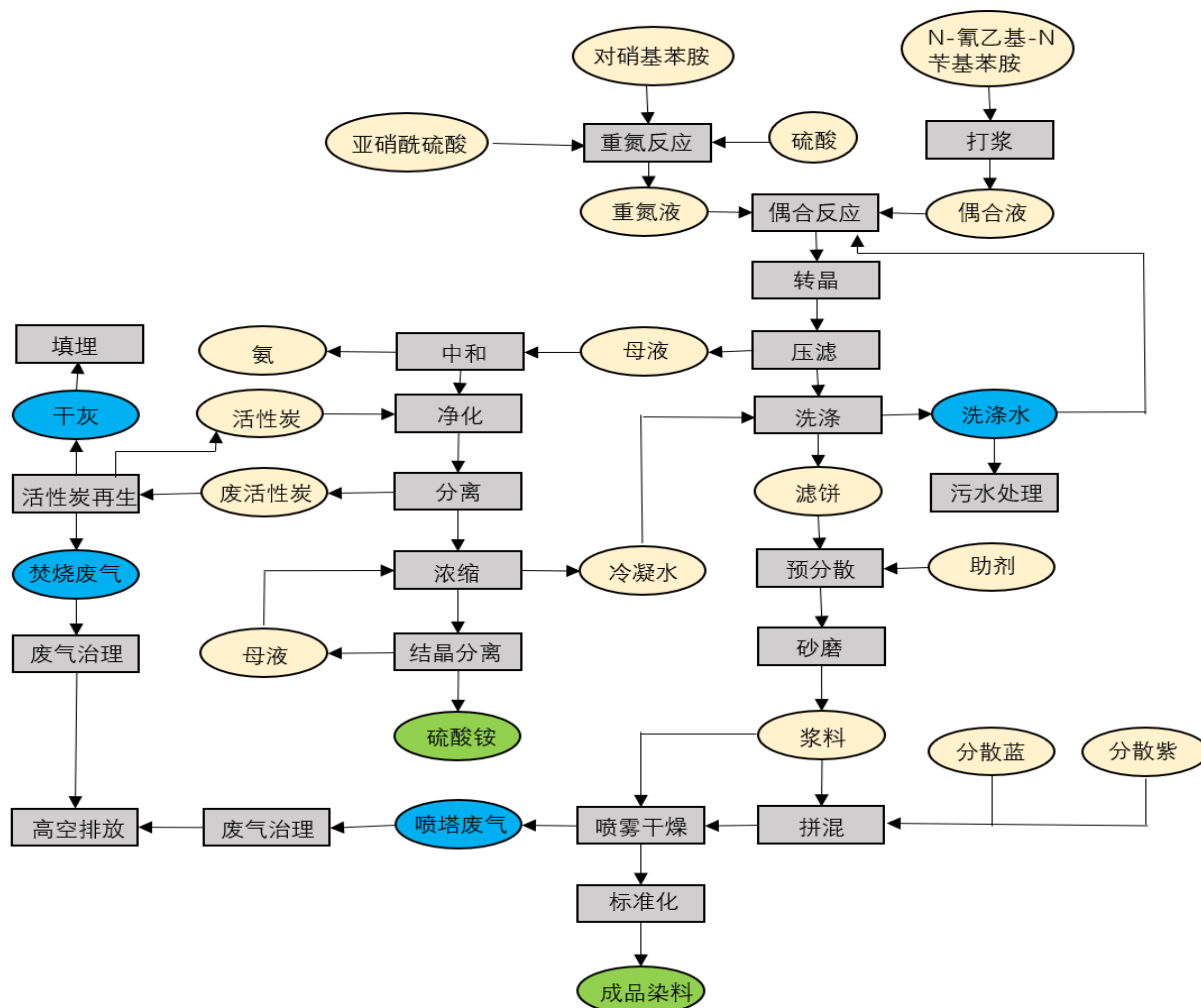 对硝基苯胺
N-氰乙基-N
苄基苯胺
亚硝酰硫酸
重氮反应
硫酸
打浆
重氮液
偶合反应
偶合液
转晶
填埋
氨
中和
母液
压滤
干灰
活性炭
净化
洗涤
洗涤水
活性炭再生
废活性炭
分离
滤饼
污水处理
焚烧废气
浓缩
冷凝水
预分散
助剂
废气治理
母液
结晶分离
砂磨
硫酸铵
浆料
分散蓝
分散紫
高空排放
废气治理
喷塔废气
喷雾干燥
拼混
标准化
成品染料